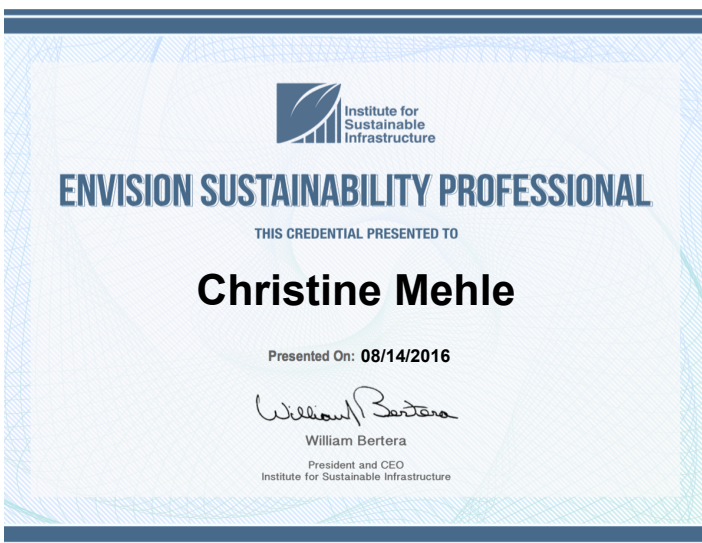 Institute for
Sustainable
Infrastructure
ENVISION SUSTAINABILITY PROFESSIONAL
THIS CREDENTIAL PRESENTED TO
Christine Mehle
Presented On: 08/14/2016
William J Bertera
William Bertera
President and CEO
Institute for Sustainable Infrastructure